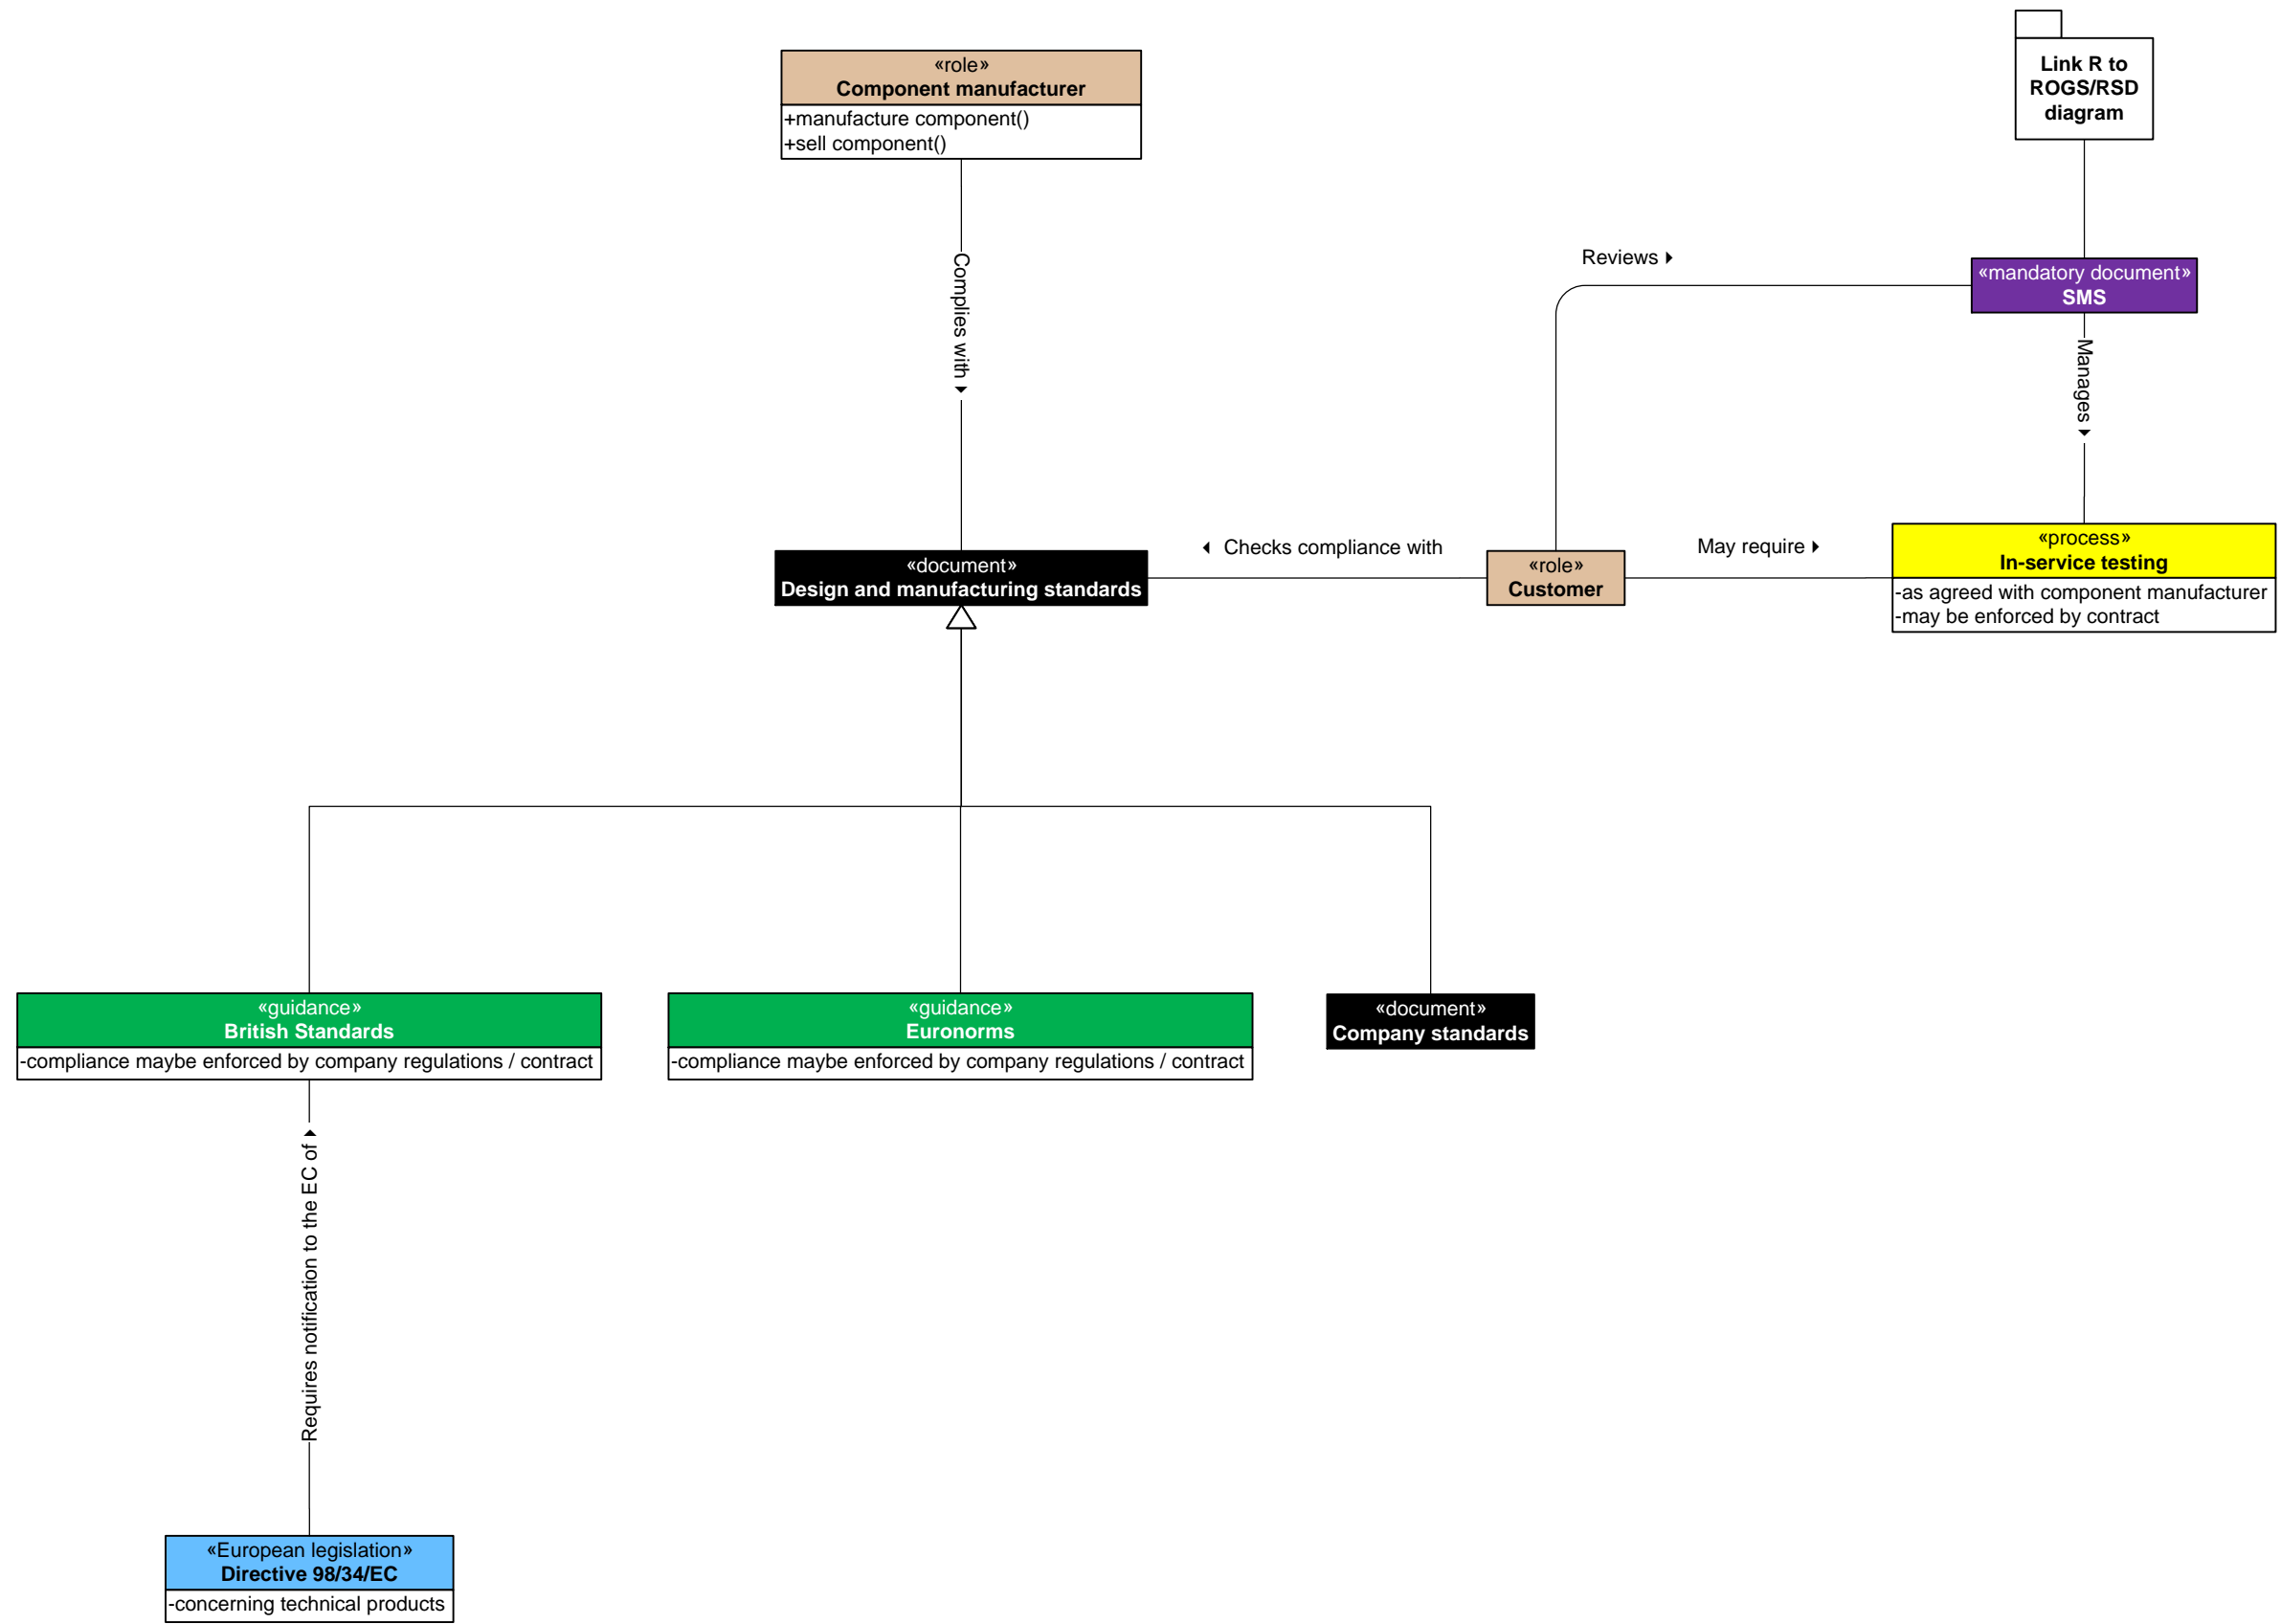 «role»
Component manufacturer
+manufacture component()
+sell component()
Link R to
ROGS/RSD
diagram
Complies with
Reviews
«mandatory document»
SMS
Manages
«document»
Design and manufacturing standards
Checks compliance with
«role»
Customer
May require
«process»
In-service testing
-as agreed with component manufacturer
-may be enforced by contract
«guidance»
British Standards
-compliance maybe enforced by company regulations / contract
«guidance»
Euronorms
-compliance maybe enforced by company regulations / contract
«document»
Company standards
Requires notification to the EC of
«European legislation»
Directive 98/34/EC
-concerning technical products